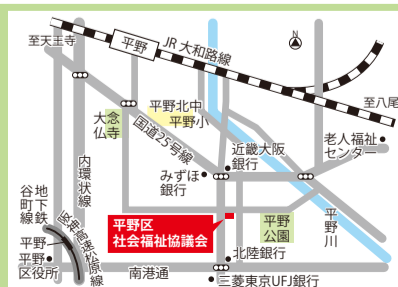 至天王寺
平野
JR 大和路線
N
至八尾
大念
仏寺
平野北中
平野小
国道25号線
近畿大阪
銀行
老人福祉
センター
みずほ
銀行
内環状線
地下鉄
谷町線
阪神高速松原線
平野区
社会福祉協議会
平野
公園
平野川
平野
平野
区役所
北陸銀行
南港通
三菱東京UFJ銀行